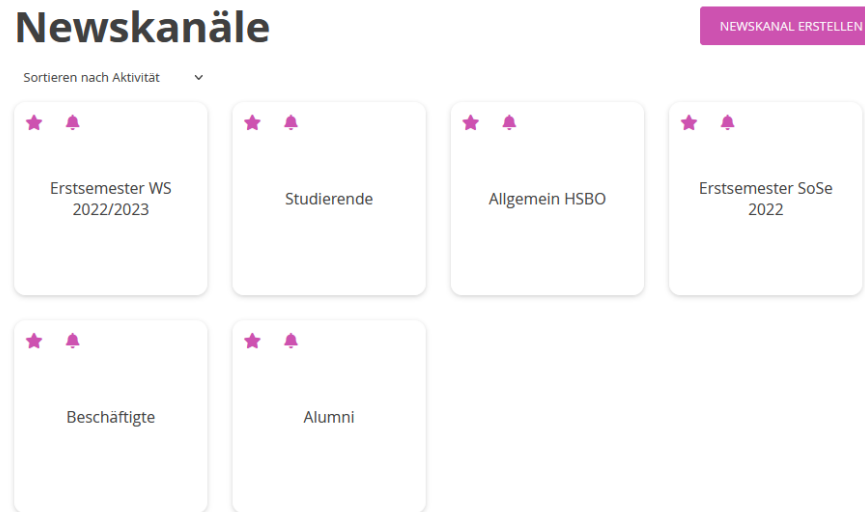 Newskanäle
NEWSKANAL ERSTELLEN
Sortieren nach Aktivität
Erstsemester WS
2022/2023
Studierende
Allgemein HSBO
Erstsemester SoSe
2022
Beschäftigte
Alumni